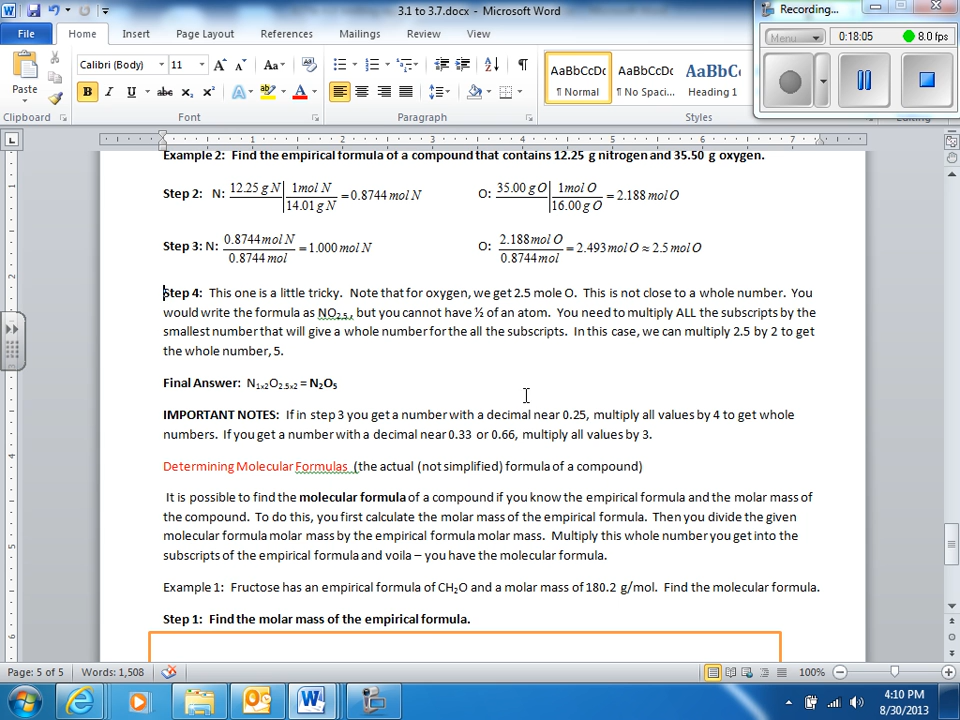 3.1 to 3.7.docx - Microsoft Word
Recording...
Menu
0:18:05
8.0 fps
File Home Insert Page Layout References Mailings Review View
Paste
Calibri (Body) 11 A A Aa
B I U abc x₂ x² A ab A
AaBbCcDc AaBbCcDc AaBbC
¶ Normal ¶ No Spaci... Heading 1
Clipboard Font Paragraph Styles
1 2 3 4 5 6 7
Example 2: Find the empirical formula of a compound that contains 12.25 g nitrogen and 35.50 g oxygen.
Step 2: N: 12.25 g N | 1mol N / 14.01 g N = 0.8744 mol N O: 35.00 g O | 1mol O / 16.00 g O = 2.188 mol O
Step 3: N: 0.8744 mol N / 0.8744 mol = 1.000 mol N O: 2.188 mol O / 0.8744 mol = 2.493 mol O ≈ 2.5 mol O
Step 4: This one is a little tricky. Note that for oxygen, we get 2.5 mole O. This is not close to a whole number. You
would write the formula as NO₂.₅, but you cannot have ½ of an atom. You need to multiply ALL the subscripts by the
smallest number that will give a whole number for the all the subscripts. In this case, we can multiply 2.5 by 2 to get
the whole number, 5.
Final Answer: N₁ₓ₂O₂.₅ₓ₂ = N₂O₅
IMPORTANT NOTES: If in step 3 you get a number with a decimal near 0.25, multiply all values by 4 to get whole
numbers. If you get a number with a decimal near 0.33 or 0.66, multiply all values by 3.
Determining Molecular Formulas (the actual (not simplified) formula of a compound)
It is possible to find the molecular formula of a compound if you know the empirical formula and the molar mass of
the compound. To do this, you first calculate the molar mass of the empirical formula. Then you divide the given
molecular formula molar mass by the empirical formula molar mass. Multiply this whole number you get into the
subscripts of the empirical formula and voila – you have the molecular formula.
Example 1: Fructose has an empirical formula of CH₂O and a molar mass of 180.2 g/mol. Find the molecular formula.
Step 1: Find the molar mass of the empirical formula.
Page: 5 of 5 Words: 1,508 100%
4:10 PM
8/30/2013